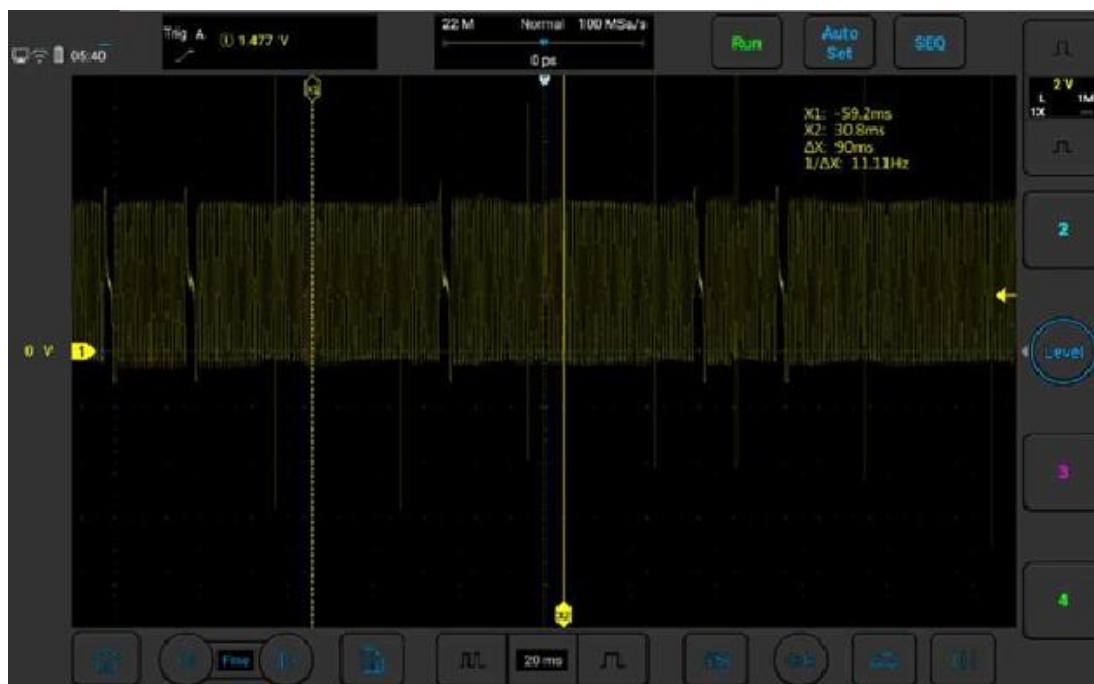 05:40
Trig A
1.477 V
22 M Normal 100 MSa/s
0 ps
Run
Auto
Set
SEQ
2 V
L 1M
1X
X1
X1: -59.2ms
X2: 30.8ms
ΔX: 90ms
1/ΔX: 11.11Hz
2
0 V
1
Level
3
4
X2
Fine
20 ms